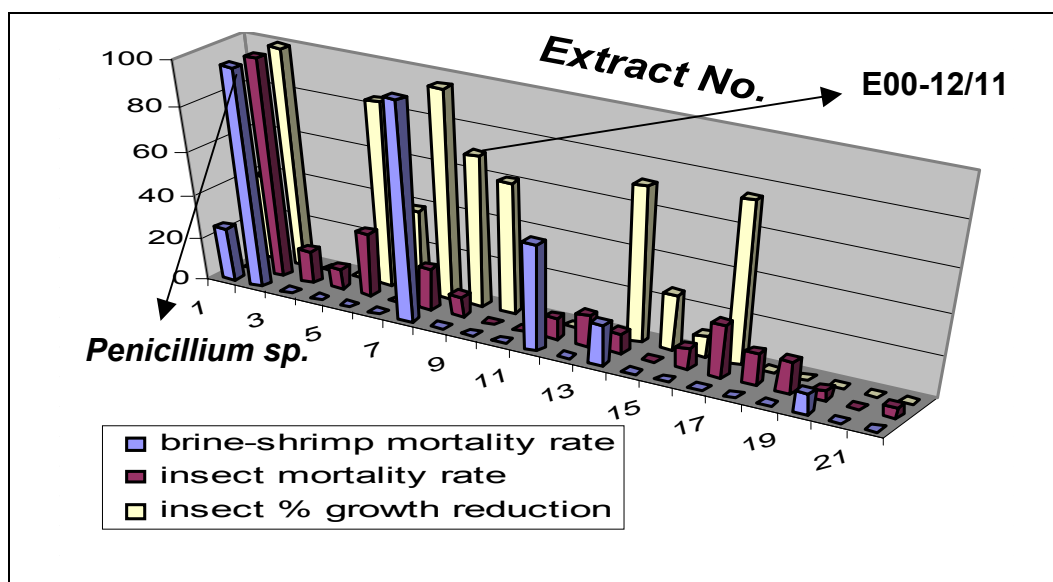 100
80
60
40
20
0
Extract No.
E00-12/11
1
3
5
7
9
11
13
15
17
19
21
Penicillium sp.
brine-shrimp mortality rate
insect mortality rate
insect % growth reduction